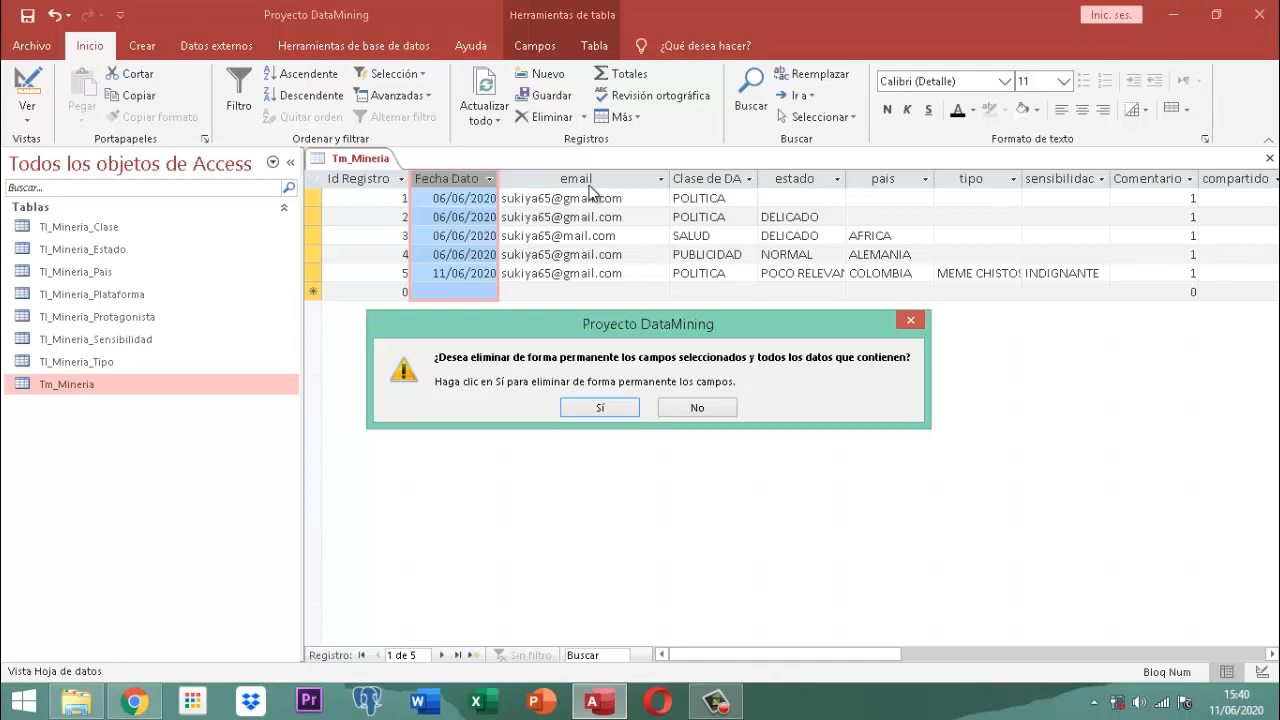 Proyecto DataMining
Herramientas de tabla
Inic. ses.
Archivo
Inicio
Crear
Datos externos
Herramientas de base de datos
Ayuda
Campos
Tabla
¿Qué desea hacer?
Ver
Pegar
Cortar
Copiar
Copiar formato
Filtro
Ascendente
Descendente
Quitar orden
Selección
Avanzadas
Alternar filtro
Actualizar
todo
Nuevo
Guardar
Eliminar
Totales
Revisión ortográfica
Más
Buscar
Reemplazar
Ir a
Seleccionar
Calibri (Detalle)
11
N K S
A
Vistas
Portapapeles
Ordenar y filtrar
Registros
Buscar
Formato de texto
Todos los objetos de Access
Buscar...
Tablas
Tl_Mineria_Clase
Tl_Mineria_Estado
Tl_Mineria_Pais
Tl_Mineria_Plataforma
Tl_Mineria_Protagonista
Tl_Mineria_Sensibilidad
Tl_Mineria_Tipo
Tm_Mineria
Tm_Mineria
Id Registro Fecha Dato email Clase de DA estado pais tipo sensibilidac Comentario compartido
1 06/06/2020 sukiya65@gmail.com POLITICA 1
2 06/06/2020 sukiya65@gmail.com POLITICA DELICADO 1
3 06/06/2020 sukiya65@mail.com SALUD DELICADO AFRICA 1
4 06/06/2020 sukiya65@gmail.com PUBLICIDAD NORMAL ALEMANIA 1
5 11/06/2020 sukiya65@gmail.com POLITICA POCO RELEVAN COLOMBIA MEME CHISTOS INDIGNANTE 1
0 0
Proyecto DataMining
¿Desea eliminar de forma permanente los campos seleccionados y todos los datos que contienen?
Haga clic en Sí para eliminar de forma permanente los campos.
Sí
No
Registro: 1 de 5 Sin filtro Buscar
Vista Hoja de datos
Bloq Num
Pr
15:40
11/06/2020